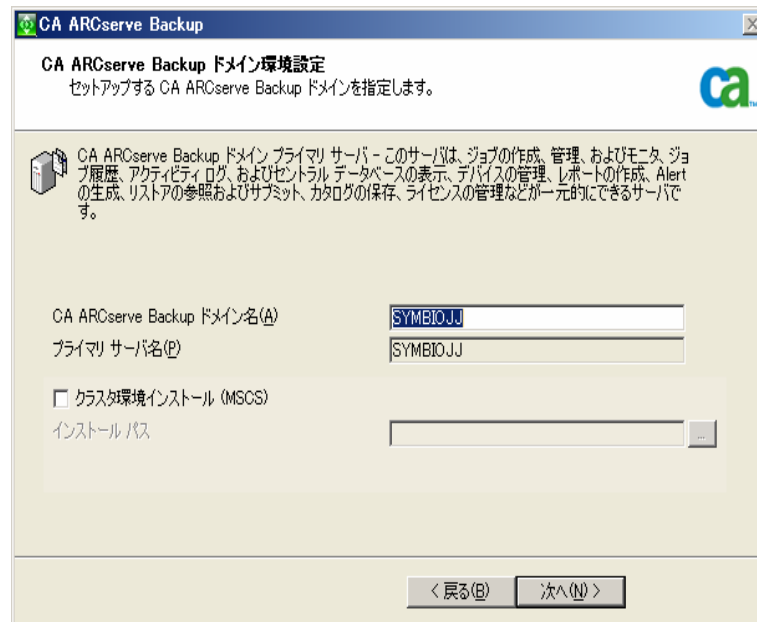 CA ARCserve Backup
CA ARCserve Backup ドメイン環境設定
セットアップする CA ARCserve Backup ドメインを指定します。
ca
CA ARCserve Backup ドメイン プライマリ サーバ - このサーバは、ジョブの作成、管理、およびモニタ、ジョ
ブ履歴、アクティビティ ログ、およびセントラル データベースの表示、デバイスの管理、レポートの作成、Alert
の生成、リストアの参照およびサブミット、カタログの保存、ライセンスの管理などが一元的にできるサーバで
す。
CA ARCserve Backup ドメイン名(A)
SYMBIOJJ
プライマリ サーバ名(P)
SYMBIOJJ
クラスタ環境インストール (MSCS)
インストール パス
...
< 戻る(B)
次へ(N) >